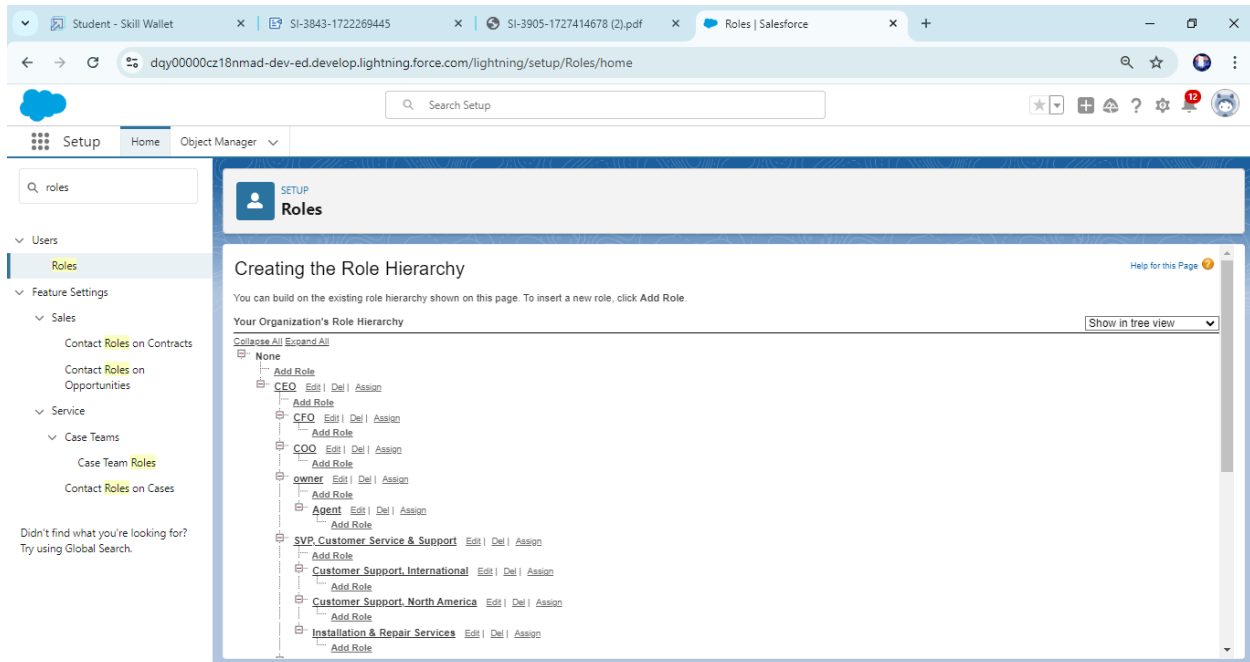 Student - Skill Wallet
SI-3843-1722269445
SI-3905-1727414678 (2).pdf
Roles | Salesforce
dqy00000cz18nmad-dev-ed.develop.lightning.force.com/lightning/setup/Roles/home
Search Setup
12
Setup
Home
Object Manager
roles
SETUP
Roles
Users
Roles
Feature Settings
Sales
Contact Roles on Contracts
Contact Roles on
Opportunities
Service
Case Teams
Case Team Roles
Contact Roles on Cases
Didn't find what you're looking for?
Try using Global Search.
Creating the Role Hierarchy
Help for this Page
You can build on the existing role hierarchy shown on this page. To insert a new role, click Add Role.
Your Organization's Role Hierarchy
Show in tree view
Collapse All Expand All
None
Add Role
CEO Edit | Del | Assign
Add Role
CFO Edit | Del | Assign
Add Role
COO Edit | Del | Assign
Add Role
owner Edit | Del | Assign
Add Role
Agent Edit | Del | Assign
Add Role
SVP, Customer Service & Support Edit | Del | Assign
Add Role
Customer Support, International Edit | Del | Assign
Add Role
Customer Support, North America Edit | Del | Assign
Add Role
Installation & Repair Services Edit | Del | Assign
Add Role